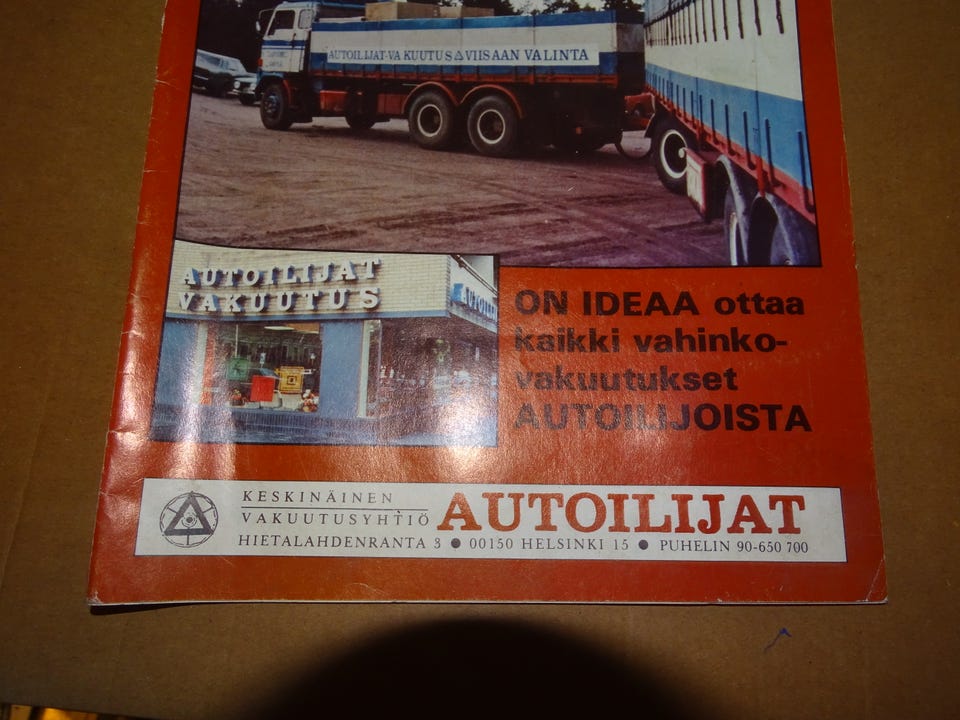 AUTOILIJAT-VAKUUTUS VIISAAN VALINTA
AUTOILIJAT
VAKUUTUS
AUTOILI
ON IDEAA ottaa
kaikki vahinko-
vakuutukset
AUTOILIJOISTA
KESKINÄINEN
VAKUUTUSYHTIÖ
AUTOILIJAT
HIETALAHDENRANTA 3 ● 00150 HELSINKI 15 ● PUHELIN 90-650 700